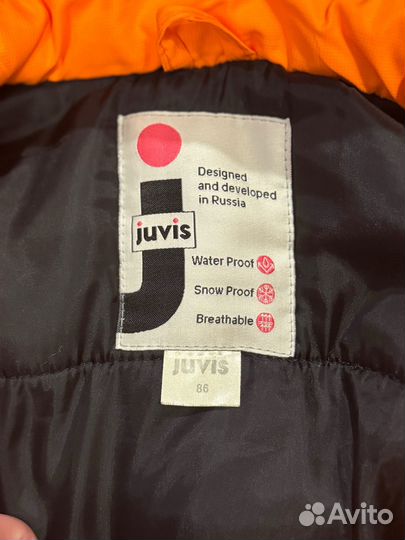 Designed
and developed
in Russia
juvis
Water Proof
Snow Proof
Breathable
juvis
86
Avito